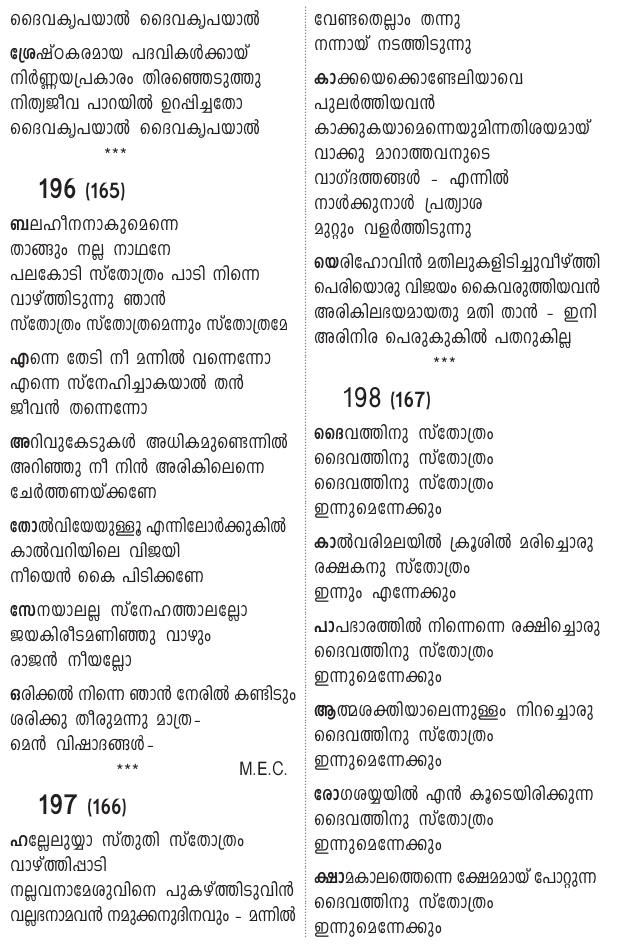 ദൈവകൃപയാൽ ദൈവകൃപയാൽ
ശ്രേഷ്ഠകരമായ പദവികൾക്കായ്
നിർണ്ണയപ്രകാരം തിരഞ്ഞെടുത്തു
നിത്യജീവ പാറയിൽ ഉറപ്പിച്ചതോ
ദൈവകൃപയാൽ ദൈവകൃപയാൽ
***
196 (165)
ബലഹീനനാകുമെന്നെ
താങ്ങും നല്ല നാഥനേ
പലകോടി സ്തോത്രം പാടി നിന്നെ
വാഴ്ത്തിടുന്നു ഞാൻ
സ്തോത്രം സ്തോത്രമെന്നും സ്തോത്രമേ
എന്നെ തേടി നീ മന്നിൽ വന്നെന്നോ
എന്നെ സ്നേഹിച്ചാകയാൽ തൻ
ജീവൻ തന്നെന്നോ
അറിവുകേടുകൾ അധികമുണ്ടെന്നിൽ
അറിഞ്ഞു നീ നിൻ അരികിലെന്നെ
ചേർത്തണയ്ക്കണേ
തോൽവിയേയുള്ളൂ എന്നിലോർക്കുകിൽ
കാൽവറിയിലെ വിജയി
നീയെൻ കൈ പിടിക്കണേ
സേനയാലല്ല സ്നേഹത്താലല്ലോ
ജയകിരീടമണിഞ്ഞു വാഴും
രാജൻ നീയല്ലോ
ഒരിക്കൽ നിന്നെ ഞാൻ നേരിൽ കണ്ടിടും
ശരിക്കു തീരുമന്നു മാത്ര-
മെൻ വിഷാദങ്ങൾ-
*** M.E.C.
197 (166)
ഹല്ലേലുയ്യാ സ്തുതി സ്തോത്രം
വാഴ്ത്തിപ്പാടി
നല്ലവനാമേശുവിനെ പുകഴ്ത്തിടുവിൻ
വല്ലഭനാമവൻ നമുക്കനുദിനവും - മന്നിൽ
വേണ്ടതെല്ലാം തന്നു
നന്നായ് നടത്തിടുന്നു
കാക്കയെക്കൊണ്ടേലിയാവെ
പുലർത്തിയവൻ
കാക്കുകയാമെന്നെയുമിന്നതിശയമായ്
വാക്കു മാറാത്തവനുടെ
വാഗ്ദത്തങ്ങൾ - എന്നിൽ
നാൾക്കുനാൾ പ്രത്യാശ
മുറ്റും വളർത്തിടുന്നു
യെരിഹോവിൻ മതിലുകളിടിച്ചുവീഴ്ത്തി
പെരിയൊരു വിജയം കൈവരുത്തിയവൻ
അരികിലഭയമായതു മതി താൻ - ഇനി
അരിനിര പെരുകുകിൽ പതറുകില്ല
***
198 (167)
ദൈവത്തിനു സ്തോത്രം
ദൈവത്തിനു സ്തോത്രം
ദൈവത്തിനു സ്തോത്രം
ഇന്നുമെന്നേക്കും
കാൽവരിമലയിൽ ക്രൂശിൽ മരിച്ചൊരു
രക്ഷകനു സ്തോത്രം
ഇന്നും എന്നേക്കും
പാപഭാരത്തിൽ നിന്നെന്നെ രക്ഷിച്ചൊരു
ദൈവത്തിനു സ്തോത്രം
ഇന്നുമെന്നേക്കും
ആത്മശക്തിയാലെന്നുള്ളം നിറച്ചൊരു
ദൈവത്തിനു സ്തോത്രം
ഇന്നുമെന്നേക്കും
രോഗശയ്യയിൽ എൻ കൂടെയിരിക്കുന്ന
ദൈവത്തിനു സ്തോത്രം
ഇന്നുമെന്നേക്കും
ക്ഷാമകാലത്തെന്നെ ക്ഷേമമായ് പോറ്റുന്ന
ദൈവത്തിനു സ്തോത്രം
ഇന്നുമെന്നേക്കും